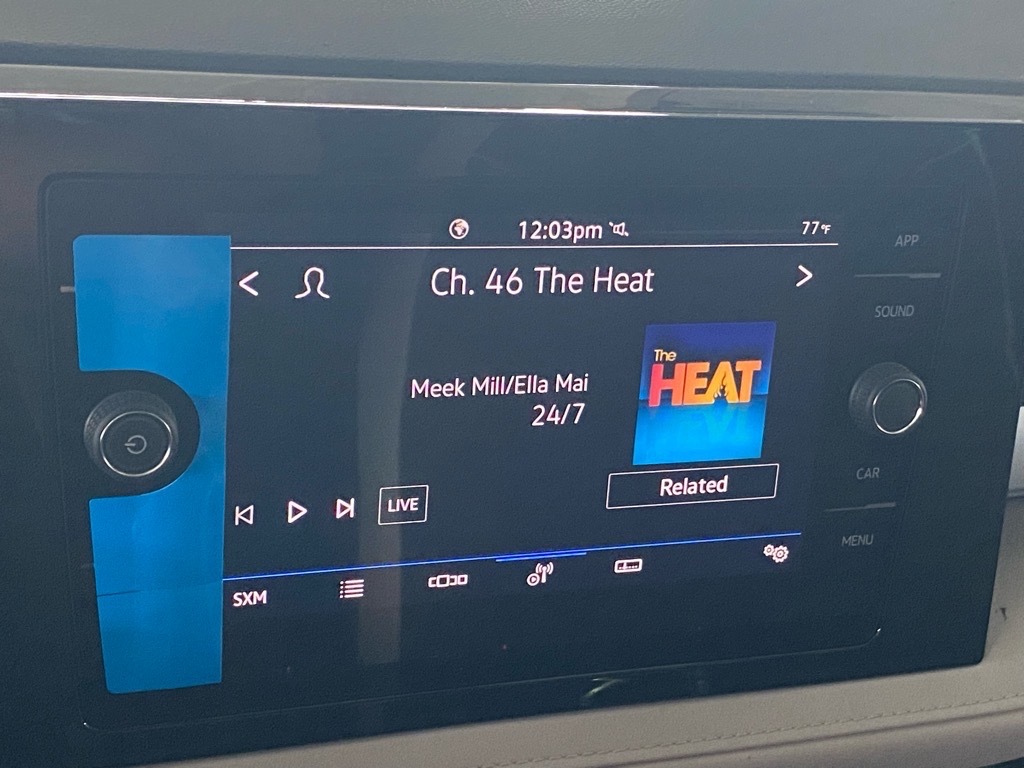 12:03pm
77°F
APP
Ch. 46 The Heat
SOUND
The
HEAT
Meek Mill/Ella Mai
24/7
CAR
Related
LIVE
MENU
SXM